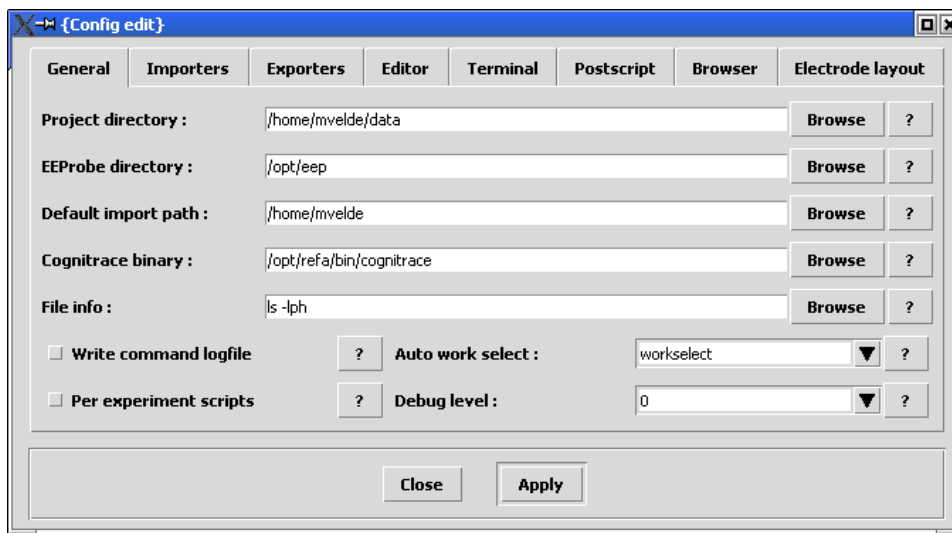 {Config edit}
General Importers Exporters Editor Terminal Postscript Browser Electrode layout
Project directory : /home/mvelde/data Browse ?
EEProbe directory : /opt/eep Browse ?
Default import path : /home/mvelde Browse ?
Cognitrace binary : /opt/refa/bin/cognitrace Browse ?
File info : ls -lph Browse ?
Write command logfile ? Auto work select : workselect ?
Per experiment scripts ? Debug level : 0 ?
Close Apply